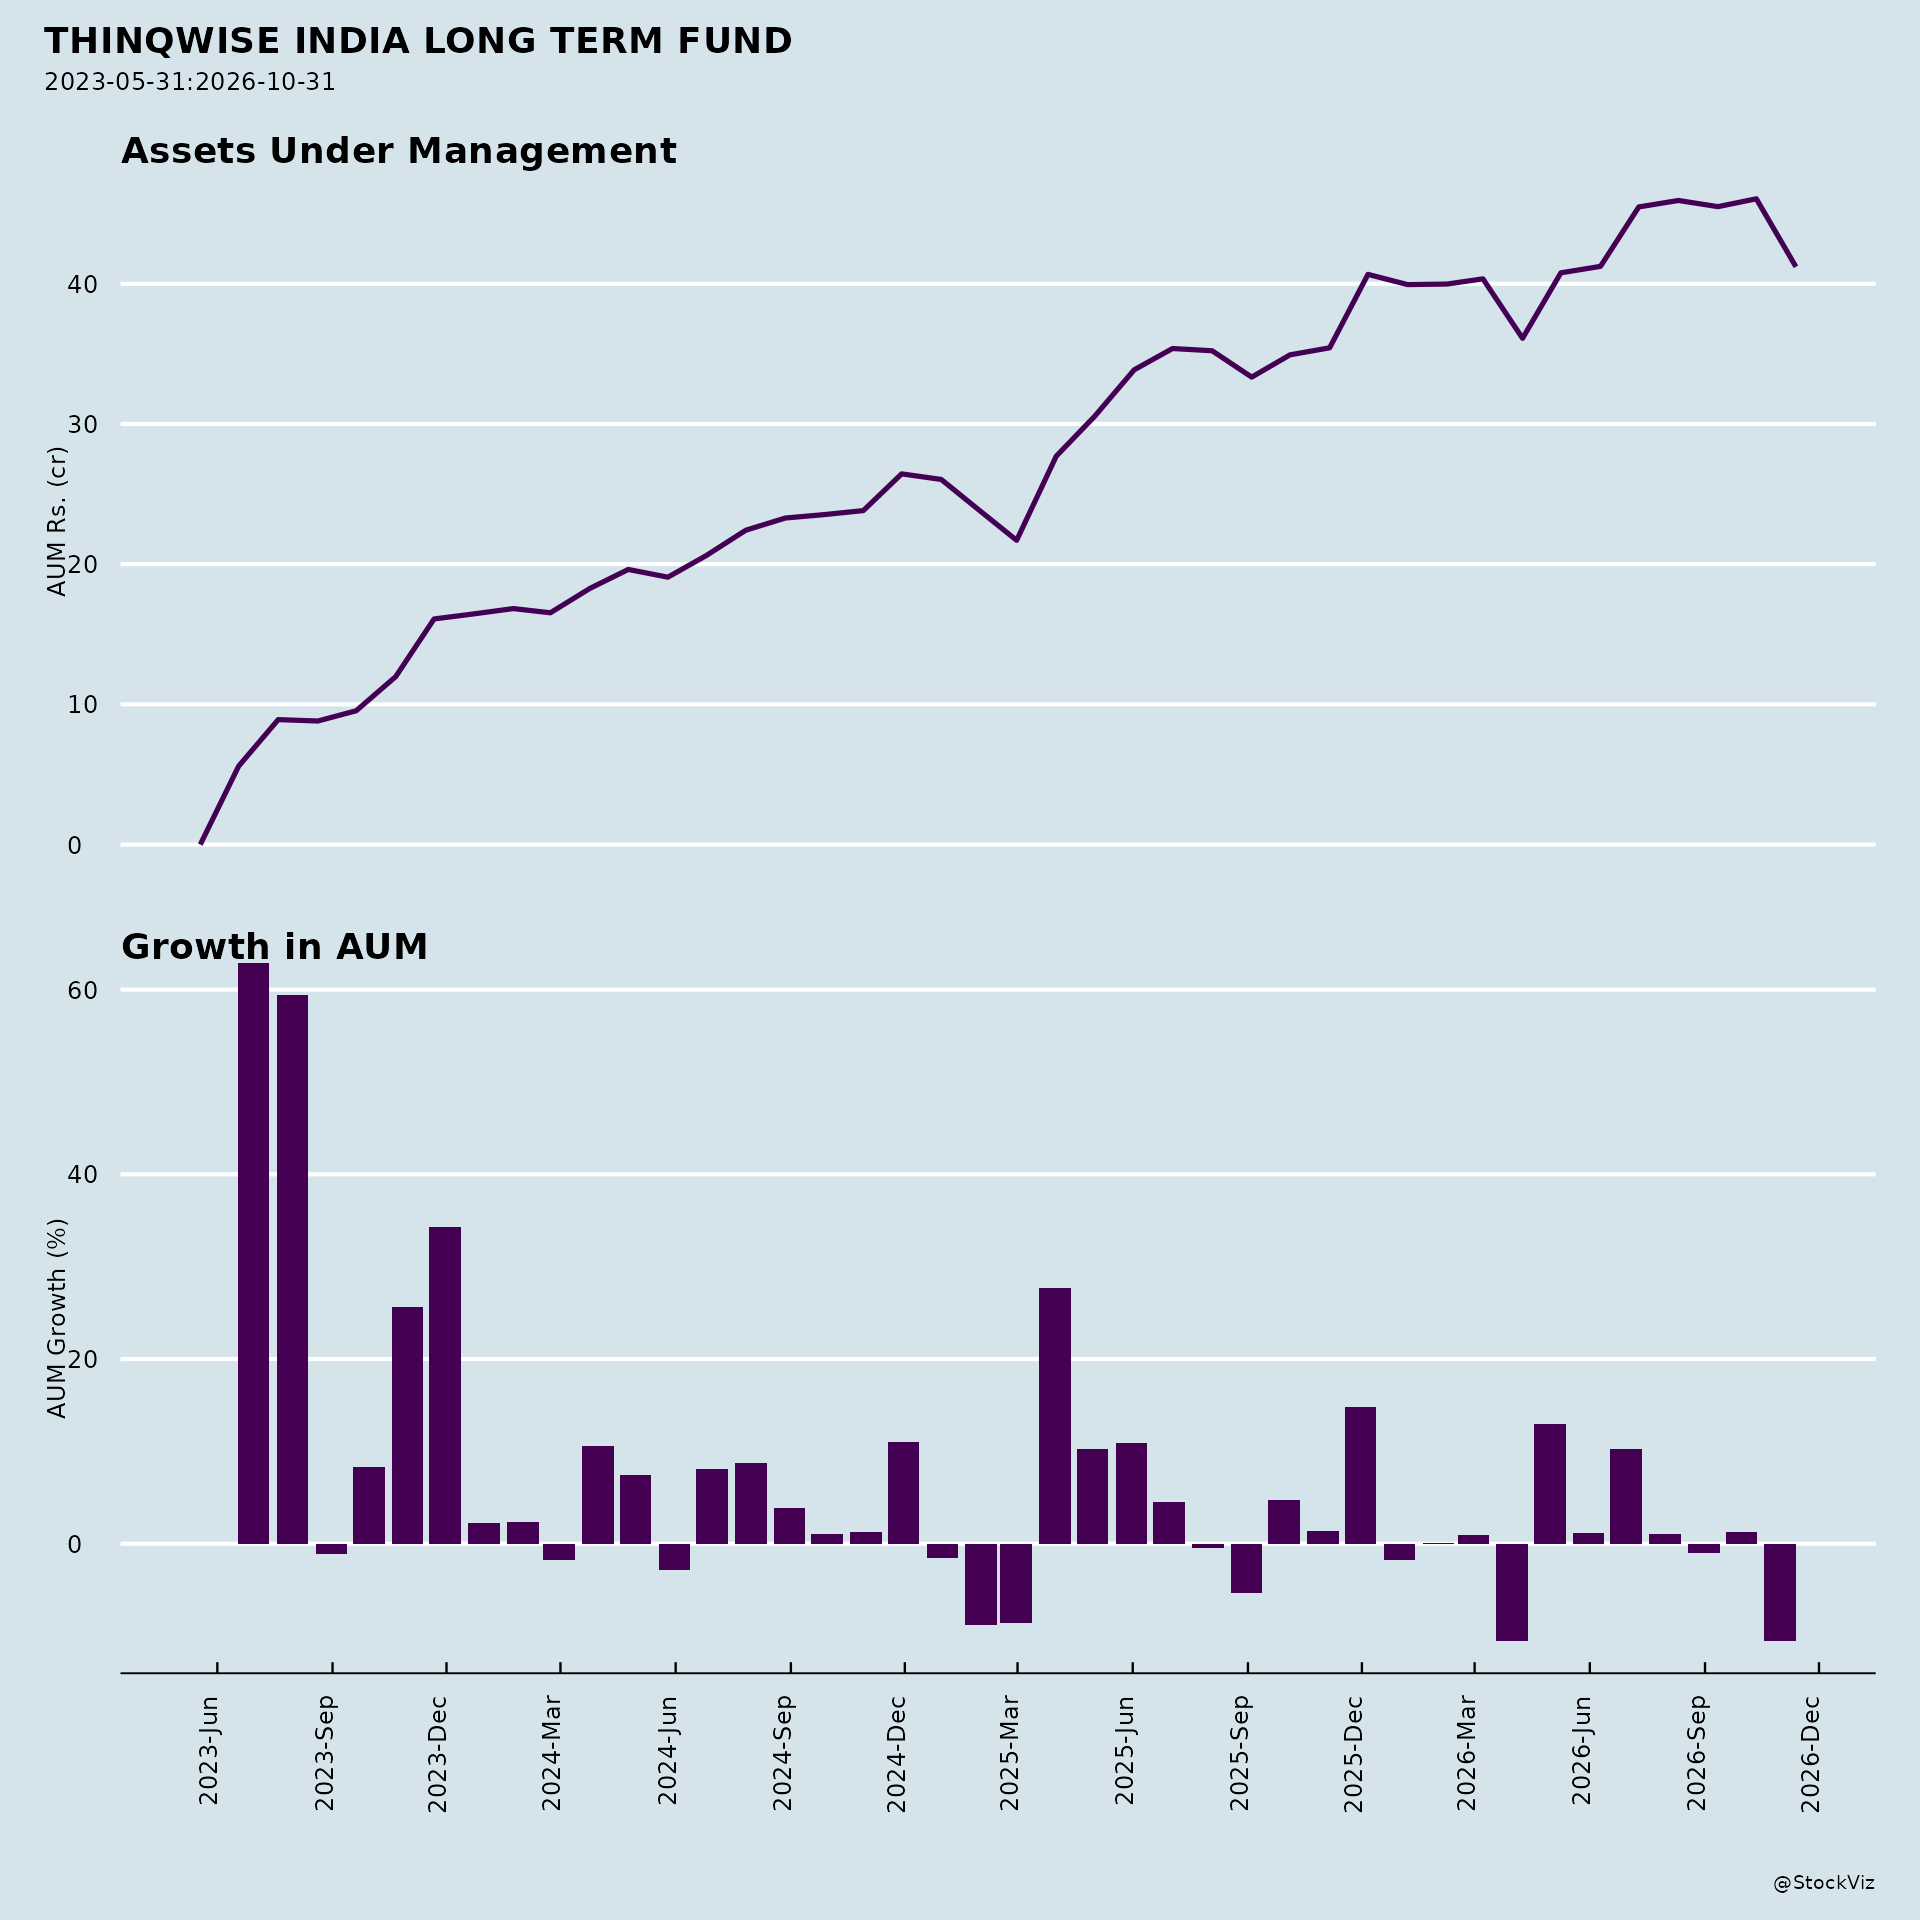 THINQWISE INDIA LONG TERM FUND
2023-05-31:2026-10-31
Assets Under Management
AUM Rs. (cr)
40
30
20
10
0
Growth in AUM
AUM Growth (%)
60
40
20
0
2023-Jun
2023-Sep
2023-Dec
2024-Mar
2024-Jun
2024-Sep
2024-Dec
2025-Mar
2025-Jun
2025-Sep
2025-Dec
2026-Mar
2026-Jun
2026-Sep
2026-Dec
@StockViz